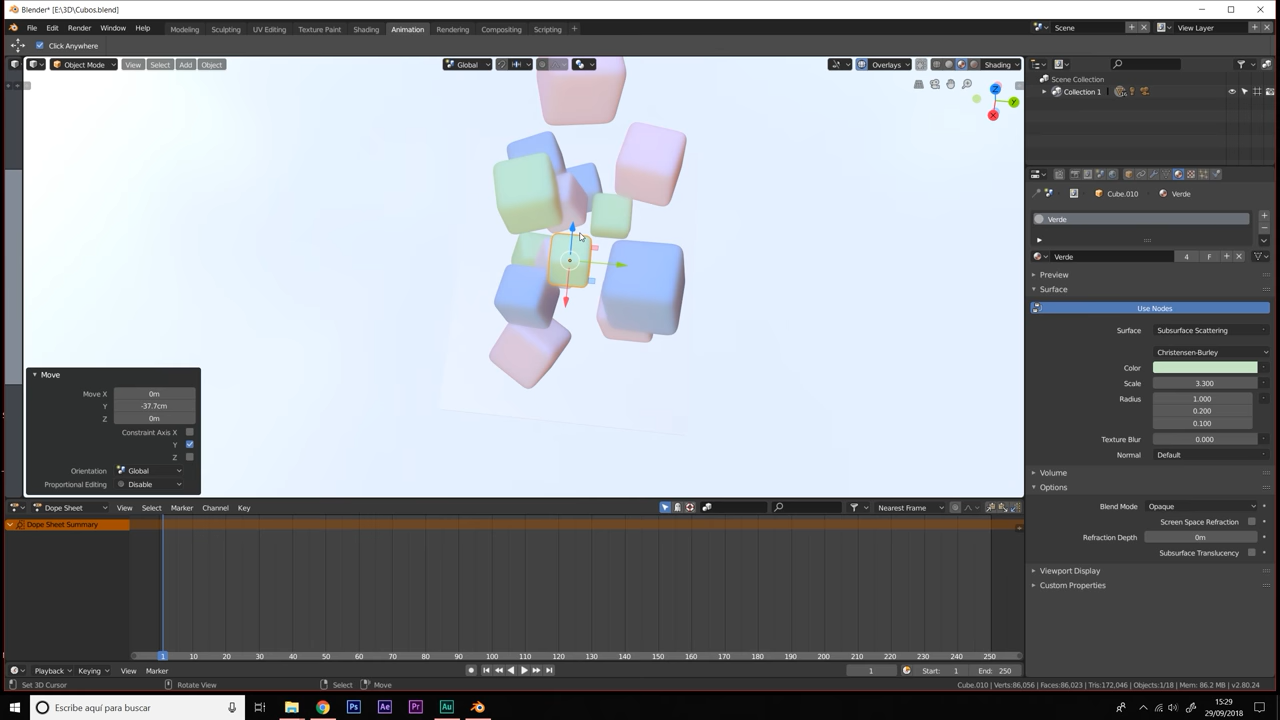 Blender* [E:\3D\Cubos.blend]
File Edit Render Window Help
Modeling Sculpting UV Editing Texture Paint Shading Animation Rendering Compositing Scripting +
Scene
View Layer
Click Anywhere
Object Mode View Select Add Object
Global
Overlays
Shading
Scene Collection
Collection 1
Z
Y
X
Cube.010
Verde
Verde
Verde 4 F
Preview
Surface
Use Nodes
Surface Subsurface Scattering
Christensen-Burley
Color
Scale 3.300
Radius 1.000
0.200
0.100
Texture Blur 0.000
Normal Default
Volume
Options
Blend Mode Opaque
Screen Space Refraction
Refraction Depth 0m
Subsurface Translucency
Viewport Display
Custom Properties
Move
Move X 0m
Y -37.7cm
Z 0m
Constraint Axis X
Y
Z
Orientation Global
Proportional Editing Disable
Dope Sheet View Select Marker Channel Key
Nearest Frame
Dope Sheet Summary
1 10 20 30 40 50 60 70 80 90 100 110 120 130 140 150 160 170 180 190 200 210 220 230 240 250
Playback Keying View Marker
1 Start: 1 End: 250
Set 3D Cursor Rotate View Select Move
Cube.010 | Verts:86,056 | Faces:86,023 | Tris:172,046 | Objects:1/18 | Mem: 86.2 MB | v2.80.24
Escribe aquí para buscar
Ps Ae Pr Au
15:29
29/09/2018